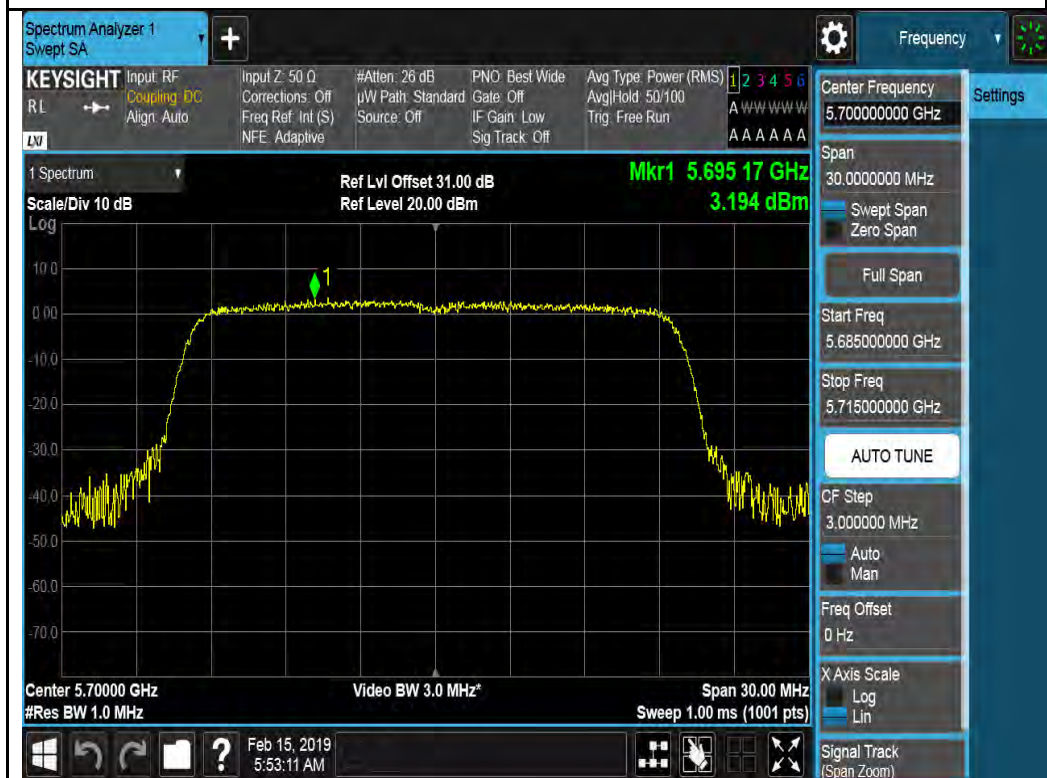 Spectrum Analyzer 1
Swept SA
Frequency
KEYSIGHT
RL
LXI
Input: RF
Coupling: DC
Align: Auto
Input Z: 50 Ω
Corrections: Off
Freq Ref: Int (S)
NFE: Adaptive
#Atten: 26 dB
µW Path: Standard
Source: Off
PNO: Best Wide
Gate: Off
IF Gain: Low
Sig Track: Off
Avg Type: Power (RMS)
Avg|Hold: 50/100
Trig: Free Run
1 2 3 4 5 6
A W W W W W
A A A A A A
Center Frequency
5.700000000 GHz
Settings
1 Spectrum
Scale/Div 10 dB
Log
Ref Lvl Offset 31.00 dB
Ref Level 20.00 dBm
Mkr1 5.695 17 GHz
3.194 dBm
Span
30.0000000 MHz
Swept Span
Zero Span
Full Span
Start Freq
5.685000000 GHz
Stop Freq
5.715000000 GHz
AUTO TUNE
CF Step
3.000000 MHz
Auto
Man
Freq Offset
0 Hz
X Axis Scale
Log
Lin
Signal Track
(Span Zoom)
1
10.0
0.00
-10.0
-20.0
-30.0
-40.0
-50.0
-60.0
-70.0
Center 5.70000 GHz
#Res BW 1.0 MHz
Video BW 3.0 MHz*
Span 30.00 MHz
Sweep 1.00 ms (1001 pts)
?
Feb 15, 2019
5:53:11 AM